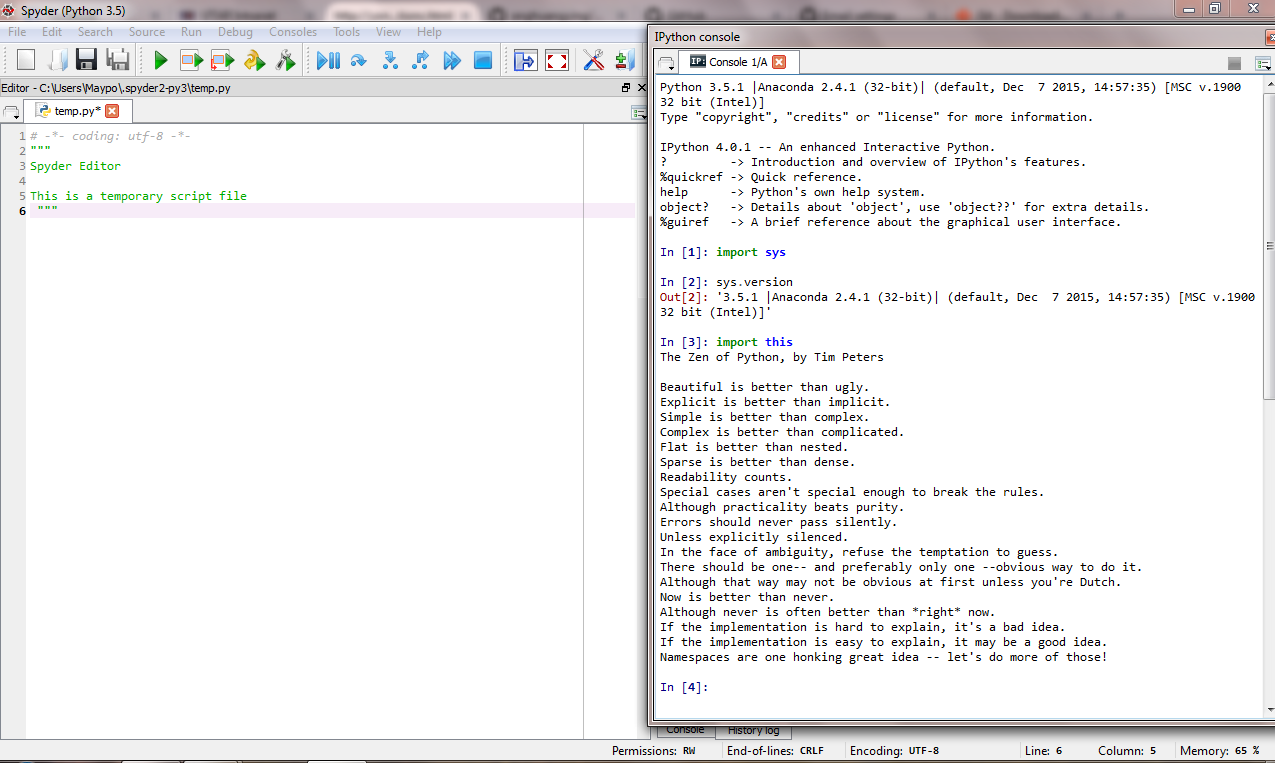 Spyder (Python 3.5)
File Edit Search Source Run Debug Consoles Tools View Help
Editor - C:\Users\Maypo\.spyder2-py3\temp.py
temp.py*
1 # -*- coding: utf-8 -*-
2 """
3 Spyder Editor
4
5 This is a temporary script file
6 """
IPython console
IP: Console 1/A
Python 3.5.1 |Anaconda 2.4.1 (32-bit)| (default, Dec  7 2015, 14:57:35) [MSC v.1900
32 bit (Intel)]
Type "copyright", "credits" or "license" for more information.
IPython 4.0.1 -- An enhanced Interactive Python.
?         -> Introduction and overview of IPython's features.
%quickref -> Quick reference.
help      -> Python's own help system.
object?   -> Details about 'object', use 'object??' for extra details.
%guiref   -> A brief reference about the graphical user interface.
In [1]: import sys
In [2]: sys.version
Out[2]: '3.5.1 |Anaconda 2.4.1 (32-bit)| (default, Dec  7 2015, 14:57:35) [MSC v.1900
32 bit (Intel)]'
In [3]: import this
The Zen of Python, by Tim Peters
Beautiful is better than ugly.
Explicit is better than implicit.
Simple is better than complex.
Complex is better than complicated.
Flat is better than nested.
Sparse is better than dense.
Readability counts.
Special cases aren't special enough to break the rules.
Although practicality beats purity.
Errors should never pass silently.
Unless explicitly silenced.
In the face of ambiguity, refuse the temptation to guess.
There should be one-- and preferably only one --obvious way to do it.
Although that way may not be obvious at first unless you're Dutch.
Now is better than never.
Although never is often better than *right* now.
If the implementation is hard to explain, it's a bad idea.
If the implementation is easy to explain, it may be a good idea.
Namespaces are one honking great idea -- let's do more of those!
In [4]:
Console History log
Permissions: RW End-of-lines: CRLF Encoding: UTF-8 Line: 6 Column: 5 Memory: 65 %